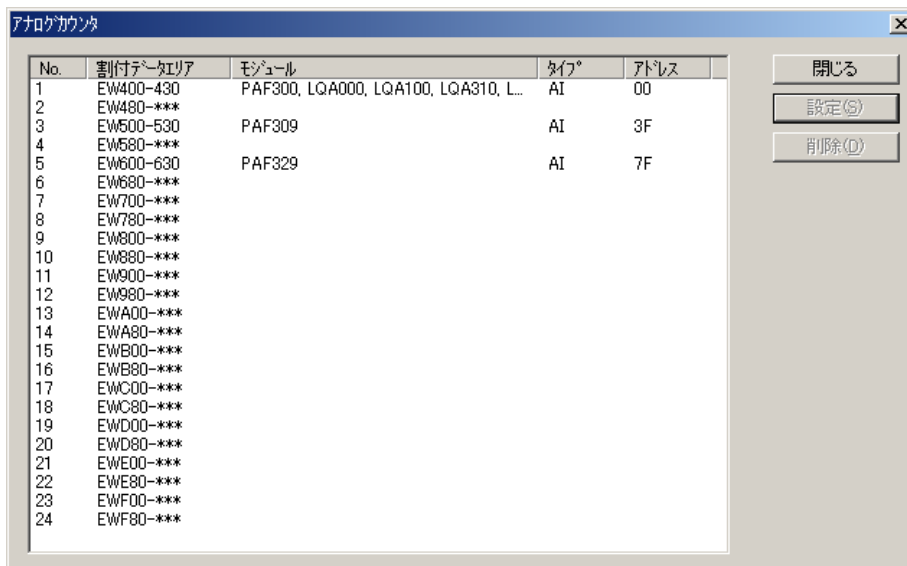 アナログカウンタ
No. 割付データエリア モジュール タイプ アドレス
1 EW400-430 PAF300, LQA000, LQA100, LQA310, L... AI 00
2 EW480-***
3 EW500-530 PAF309 AI 3F
4 EW580-***
5 EW600-630 PAF329 AI 7F
6 EW680-***
7 EW700-***
8 EW780-***
9 EW800-***
10 EW880-***
11 EW900-***
12 EW980-***
13 EWA00-***
14 EWA80-***
15 EWB00-***
16 EWB80-***
17 EWC00-***
18 EWC80-***
19 EWD00-***
20 EWD80-***
21 EWE00-***
22 EWE80-***
23 EWF00-***
24 EWF80-***
閉じる
設定(S)
削除(D)